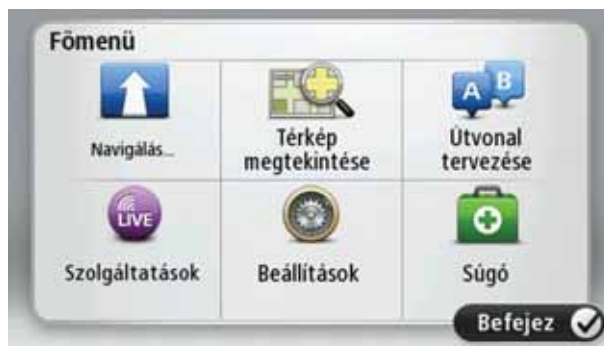 Főmenü
Navigálás...
Térkép
megtekintése
A B
Útvonal
tervezése
LIVE
Szolgáltatások
Beállítások
Súgó
Befejez